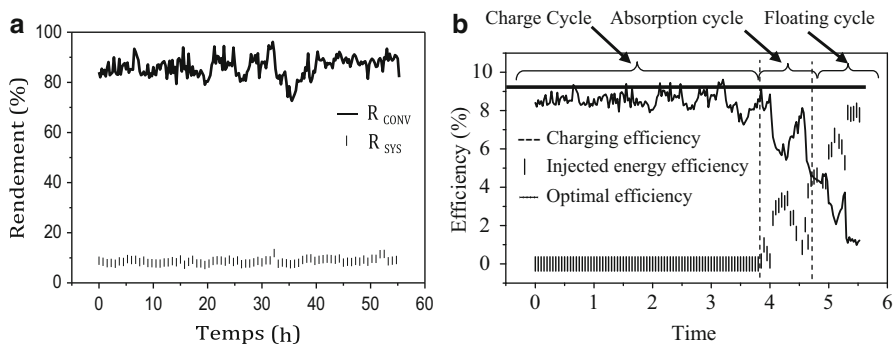 a
100
80
60
40
20
0
Rendement (%)
R CONV
R SYS
0
10
20
30
40
50
60
Temps (h)
b
Charge Cycle
Absorption cycle
Floating cycle
10
8
6
4
2
0
Efficiency (%)
Charging efficiency
Injected energy efficiency
Optimal efficiency
0
1
2
3
4
5
6
Time